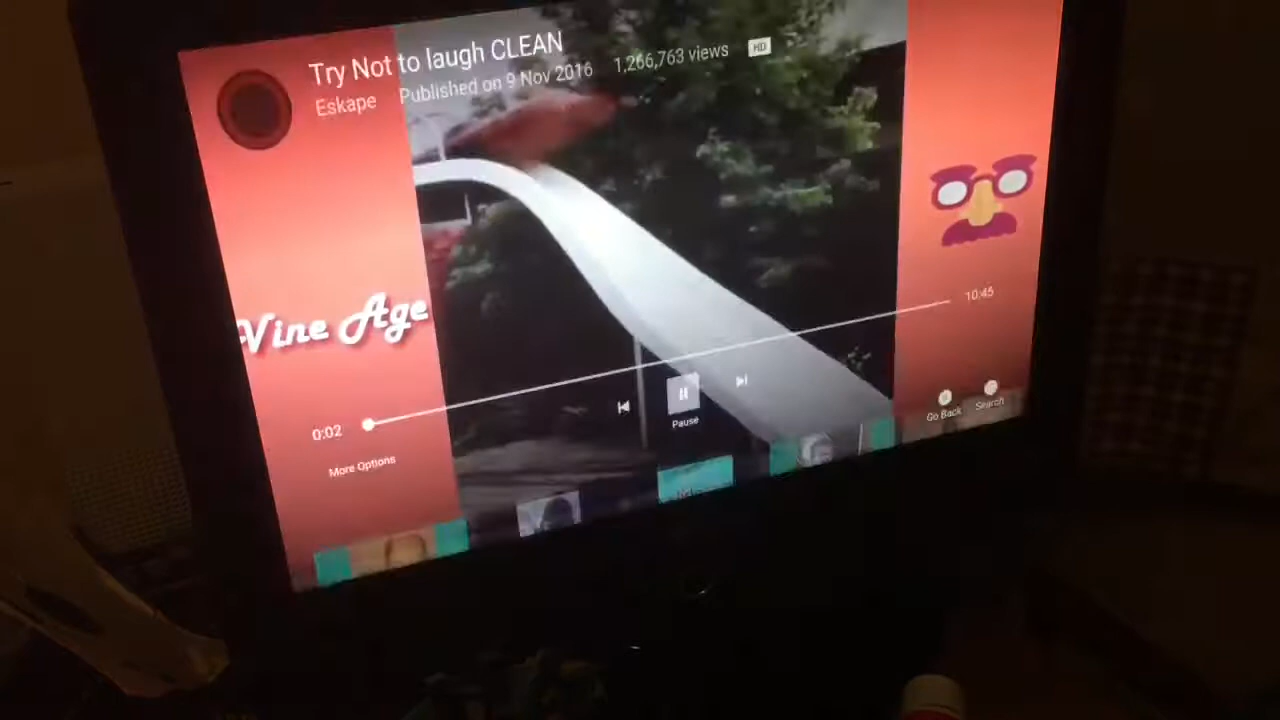 Try Not to laugh CLEAN
Eskape Published on 9 Nov 2016 1,266,763 views HD
Vine Age
10:45
0:02
Pause
More Options
Go Back Search